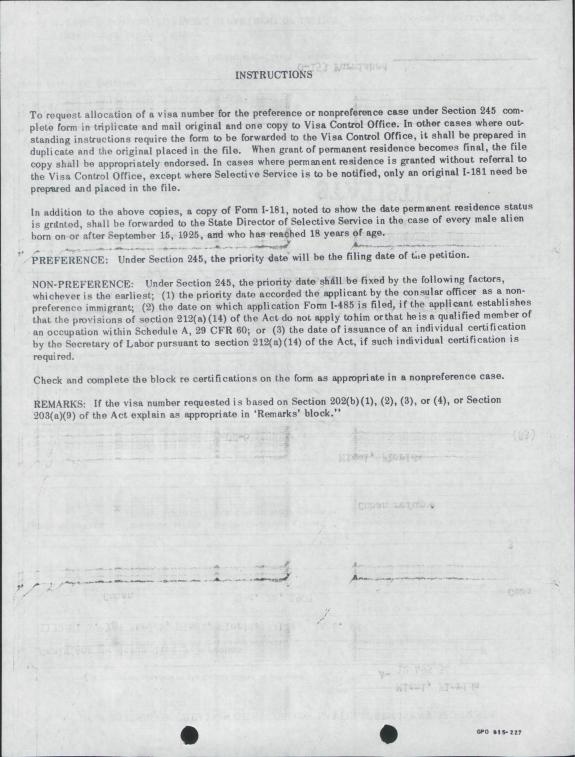 INSTRUCTIONS
To request allocation of a visa number for the preference or nonpreference case under Section 245 com-
plete form in triplicate and mail original and one copy to Visa Control Office. In other cases where out-
standing instructions require the form to be forwarded to the Visa Control Office, it shall be prepared in
duplicate and the original placed in the file. When grant of permanent residence becomes final, the file
copy shall be appropriately endorsed. In cases where permanent residence is granted without referral to
the Visa Control Office, except where Selective Service is to be notified, only an original I-181 need be
prepared and placed in the file.
In addition to the above copies, a copy of Form I-181, noted to show the date permanent residence status
is granted, shall be forwarded to the State Director of Selective Service in the case of every male alien
born on or after September 15, 1925, and who has reached 18 years of age.
PREFERENCE: Under Section 245, the priority date will be the filing date of the petition.
NON-PREFERENCE: Under Section 245, the priority date shall be fixed by the following factors,
whichever is the earliest; (1) the priority date accorded the applicant by the consular officer as a non-
preference immigrant; (2) the date on which application Form I-485 is filed, if the applicant establishes
that the provisions of section 212(a)(14) of the Act do not apply to him or that he is a qualified member of
an occupation within Schedule A, 29 CFR 60; or (3) the date of issuance of an individual certification
by the Secretary of Labor pursuant to section 212(a)(14) of the Act, if such individual certification is
required.
Check and complete the block re certifications on the form as appropriate in a nonpreference case.
REMARKS: If the visa number requested is based on Section 202(b)(1), (2), (3), or (4), or Section
203(a)(9) of the Act explain as appropriate in 'Remarks' block."
GPO 815-227